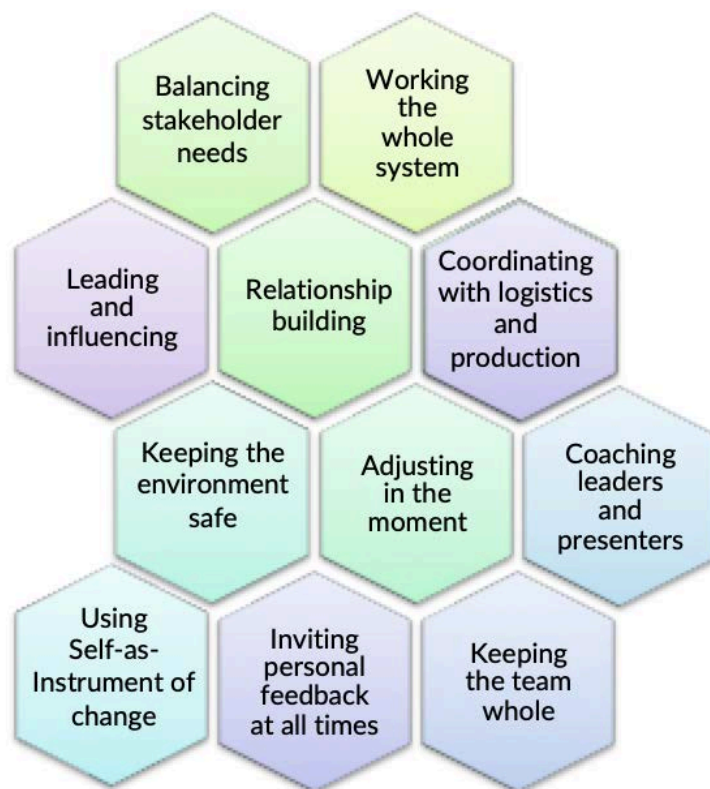 Balancing
stakeholder
needs
Working
the
whole
system
Leading
and
influencing
Relationship
building
Coordinating
with logistics
and
production
Keeping the
environment
safe
Adjusting
in the
moment
Coaching
leaders
and
presenters
Using
Self-as-
Instrument of
change
Inviting
personal
feedback
at all times
Keeping
the team
whole